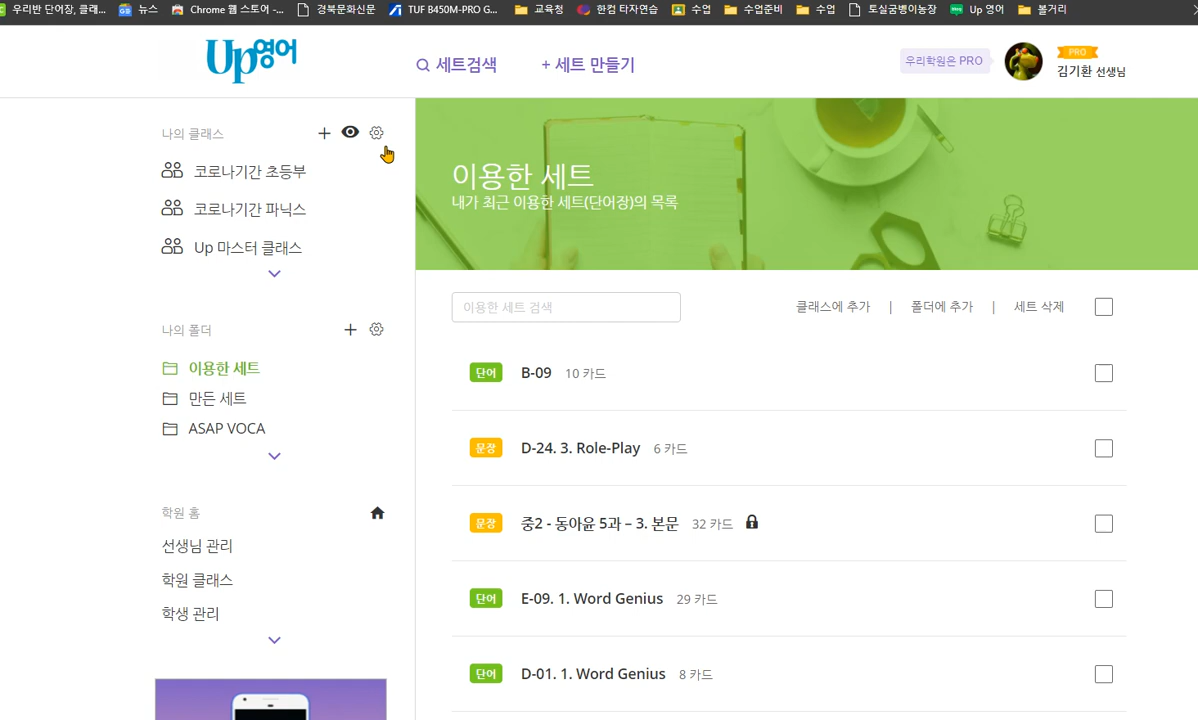 우리반 단어장, 클래... 뉴스 Chrome 웹 스토어 -... 경북문화신문 TUF B450M-PRO G... 교육청 한컴 타자연습 수업 수업준비 수업 토실굼벵이농장 Up 영어 볼거리
Up영어
세트검색
+ 세트 만들기
우리학원은 PRO
PRO
김기환 선생님
나의 클래스
코로나기간 초등부
코로나기간 파닉스
Up 마스터 클래스
나의 폴더
이용한 세트
만든 세트
ASAP VOCA
학원 홈
선생님 관리
학원 클래스
학생 관리
이용한 세트
내가 최근 이용한 세트(단어장)의 목록
이용한 세트 검색
클래스에 추가 | 폴더에 추가 | 세트 삭제
단어 B-09 10 카드
문장 D-24. 3. Role-Play 6 카드
문장 중2 - 동아윤 5과 – 3. 본문 32 카드
단어 E-09. 1. Word Genius 29 카드
단어 D-01. 1. Word Genius 8 카드